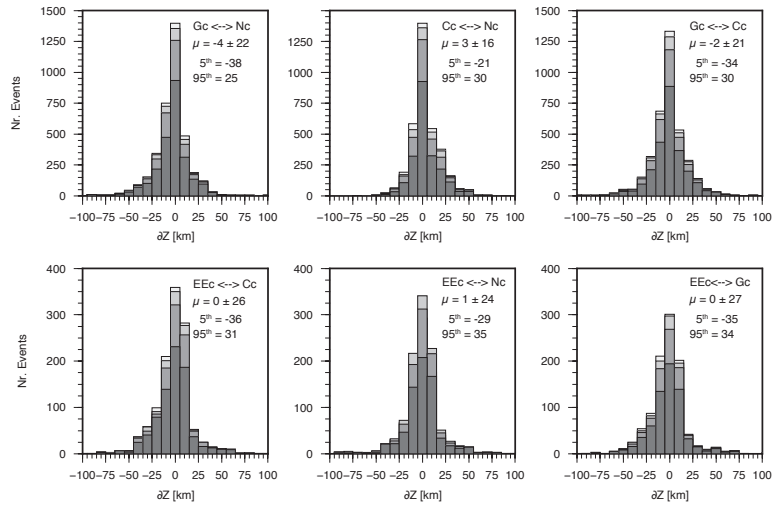 1500
1250
1000
750
500
250
0
Nr. Events
Gc <--> Nc
μ = -4 ± 22
5th = -38
95th = 25
−100−75 −50 −25 0 25 50 75 100
∂Z [km]
1500
1250
1000
750
500
250
0
Cc <--> Nc
μ = 3 ± 16
5th = -21
95th = 30
−100−75 −50 −25 0 25 50 75 100
∂Z [km]
1500
1250
1000
750
500
250
0
Gc <--> Cc
μ = -2 ± 21
5th = -34
95th = 30
−100−75 −50 −25 0 25 50 75 100
∂Z [km]
400
300
200
100
0
Nr. Events
EEc <--> Cc
μ = 0 ± 26
5th = -36
95th = 31
−100−75 −50 −25 0 25 50 75 100
∂Z [km]
400
300
200
100
0
EEc <--> Nc
μ = 1 ± 24
5th = -29
95th = 35
−100−75 −50 −25 0 25 50 75 100
∂Z [km]
400
300
200
100
0
EEc<--> Gc
μ = 0 ± 27
5th = -35
95th = 34
−100−75 −50 −25 0 25 50 75 100
∂Z [km]